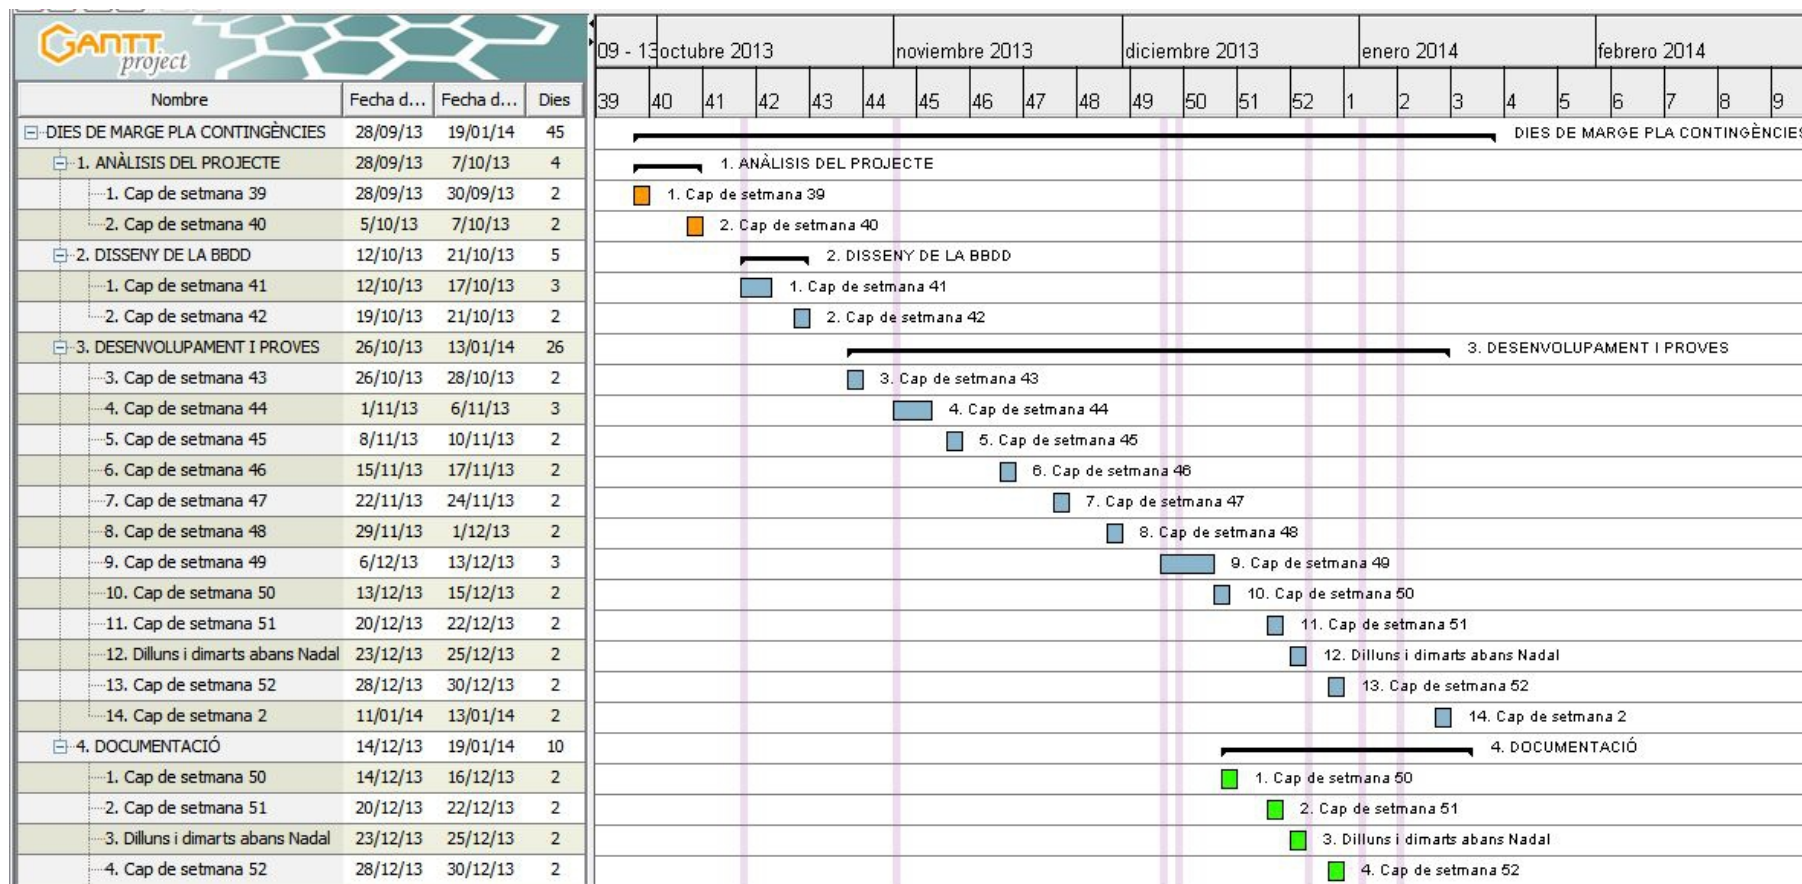 GANTT
project
09 - 13 octubre 2013 noviembre 2013 diciembre 2013 enero 2014 febrero 2014
Nombre Fecha d... Fecha d... Dies 39 40 41 42 43 44 45 46 47 48 49 50 51 52 1 2 3 4 5 6 7 8 9
DIES DE MARGE PLA CONTINGÈNCIES 28/09/13 19/01/14 45 DIES DE MARGE PLA CONTINGÈNCIES
1. ANÀLISIS DEL PROJECTE 28/09/13 7/10/13 4 1. ANÀLISIS DEL PROJECTE
1. Cap de setmana 39 28/09/13 30/09/13 2 1. Cap de setmana 39
2. Cap de setmana 40 5/10/13 7/10/13 2 2. Cap de setmana 40
2. DISSENY DE LA BBDD 12/10/13 21/10/13 5 2. DISSENY DE LA BBDD
1. Cap de setmana 41 12/10/13 17/10/13 3 1. Cap de setmana 41
2. Cap de setmana 42 19/10/13 21/10/13 2 2. Cap de setmana 42
3. DESENVOLUPAMENT I PROVES 26/10/13 13/01/14 26 3. DESENVOLUPAMENT I PROVES
3. Cap de setmana 43 26/10/13 28/10/13 2 3. Cap de setmana 43
4. Cap de setmana 44 1/11/13 6/11/13 3 4. Cap de setmana 44
5. Cap de setmana 45 8/11/13 10/11/13 2 5. Cap de setmana 45
6. Cap de setmana 46 15/11/13 17/11/13 2 6. Cap de setmana 46
7. Cap de setmana 47 22/11/13 24/11/13 2 7. Cap de setmana 47
8. Cap de setmana 48 29/11/13 1/12/13 2 8. Cap de setmana 48
9. Cap de setmana 49 6/12/13 13/12/13 3 9. Cap de setmana 49
10. Cap de setmana 50 13/12/13 15/12/13 2 10. Cap de setmana 50
11. Cap de setmana 51 20/12/13 22/12/13 2 11. Cap de setmana 51
12. Dilluns i dimarts abans Nadal 23/12/13 25/12/13 2 12. Dilluns i dimarts abans Nadal
13. Cap de setmana 52 28/12/13 30/12/13 2 13. Cap de setmana 52
14. Cap de setmana 2 11/01/14 13/01/14 2 14. Cap de setmana 2
4. DOCUMENTACIÓ 14/12/13 19/01/14 10 4. DOCUMENTACIÓ
1. Cap de setmana 50 14/12/13 16/12/13 2 1. Cap de setmana 50
2. Cap de setmana 51 20/12/13 22/12/13 2 2. Cap de setmana 51
3. Dilluns i dimarts abans Nadal 23/12/13 25/12/13 2 3. Dilluns i dimarts abans Nadal
4. Cap de setmana 52 28/12/13 30/12/13 2 4. Cap de setmana 52